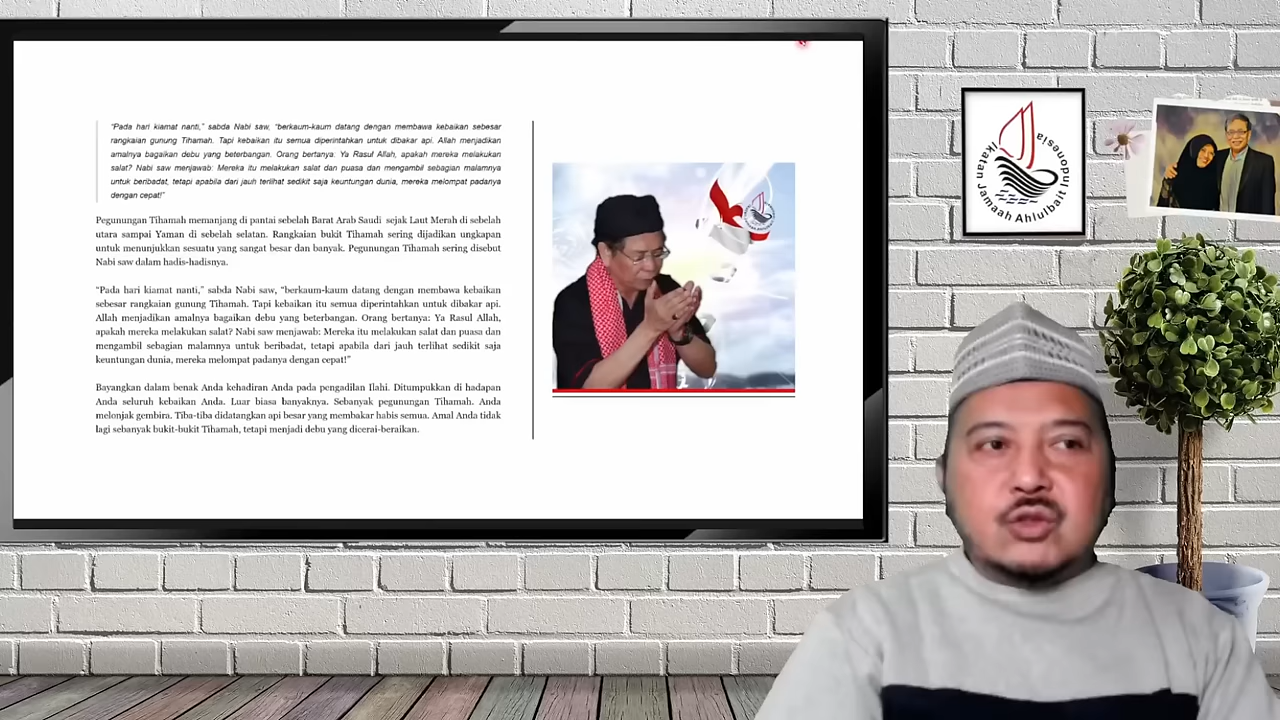 "Pada hari kiamat nanti," sabda Nabi saw, "berkaum-kaum datang dengan membawa kebaikan sebesar
rangkaian gunung Tihamah. Tapi kebaikan itu semua diperintahkan untuk dibakar api. Allah menjadikan
amalnya bagaikan debu yang beterbangan. Orang bertanya: Ya Rasul Allah, apakah mereka melakukan
salat? Nabi saw menjawab: Mereka itu melakukan salat dan puasa dan mengambil sebagian malamnya
untuk beribadat, tetapi apabila dari jauh terlihat sedikit saja keuntungan dunia, mereka melompat padanya
dengan cepat!"
Pegunungan Tihamah memanjang di pantai sebelah Barat Arab Saudi sejak Laut Merah di sebelah
utara sampai Yaman di sebelah selatan. Rangkaian bukit Tihamah sering dijadikan ungkapan
untuk menunjukkan sesuatu yang sangat besar dan banyak. Pegunungan Tihamah sering disebut
Nabi saw dalam hadis-hadisnya.
"Pada hari kiamat nanti," sabda Nabi saw, "berkaum-kaum datang dengan membawa kebaikan
sebesar rangkaian gunung Tihamah. Tapi kebaikan itu semua diperintahkan untuk dibakar api.
Allah menjadikan amalnya bagaikan debu yang beterbangan. Orang bertanya: Ya Rasul Allah,
apakah mereka melakukan salat? Nabi saw menjawab: Mereka itu melakukan salat dan puasa dan
mengambil sebagian malamnya untuk beribadat, tetapi apabila dari jauh terlihat sedikit saja
keuntungan dunia, mereka melompat padanya dengan cepat!"
Bayangkan dalam benak Anda kehadiran Anda pada pengadilan Ilahi. Ditumpukkan di hadapan
Anda seluruh kebaikan Anda. Luar biasa banyaknya. Sebanyak pegunungan Tihamah. Anda
melonjak gembira. Tiba-tiba didatangkan api besar yang membakar habis semua. Amal Anda tidak
lagi sebanyak bukit-bukit Tihamah, tetapi menjadi debu yang dicerai-beraikan.
Ikatan Jamaah Ahlulbait Indonesia